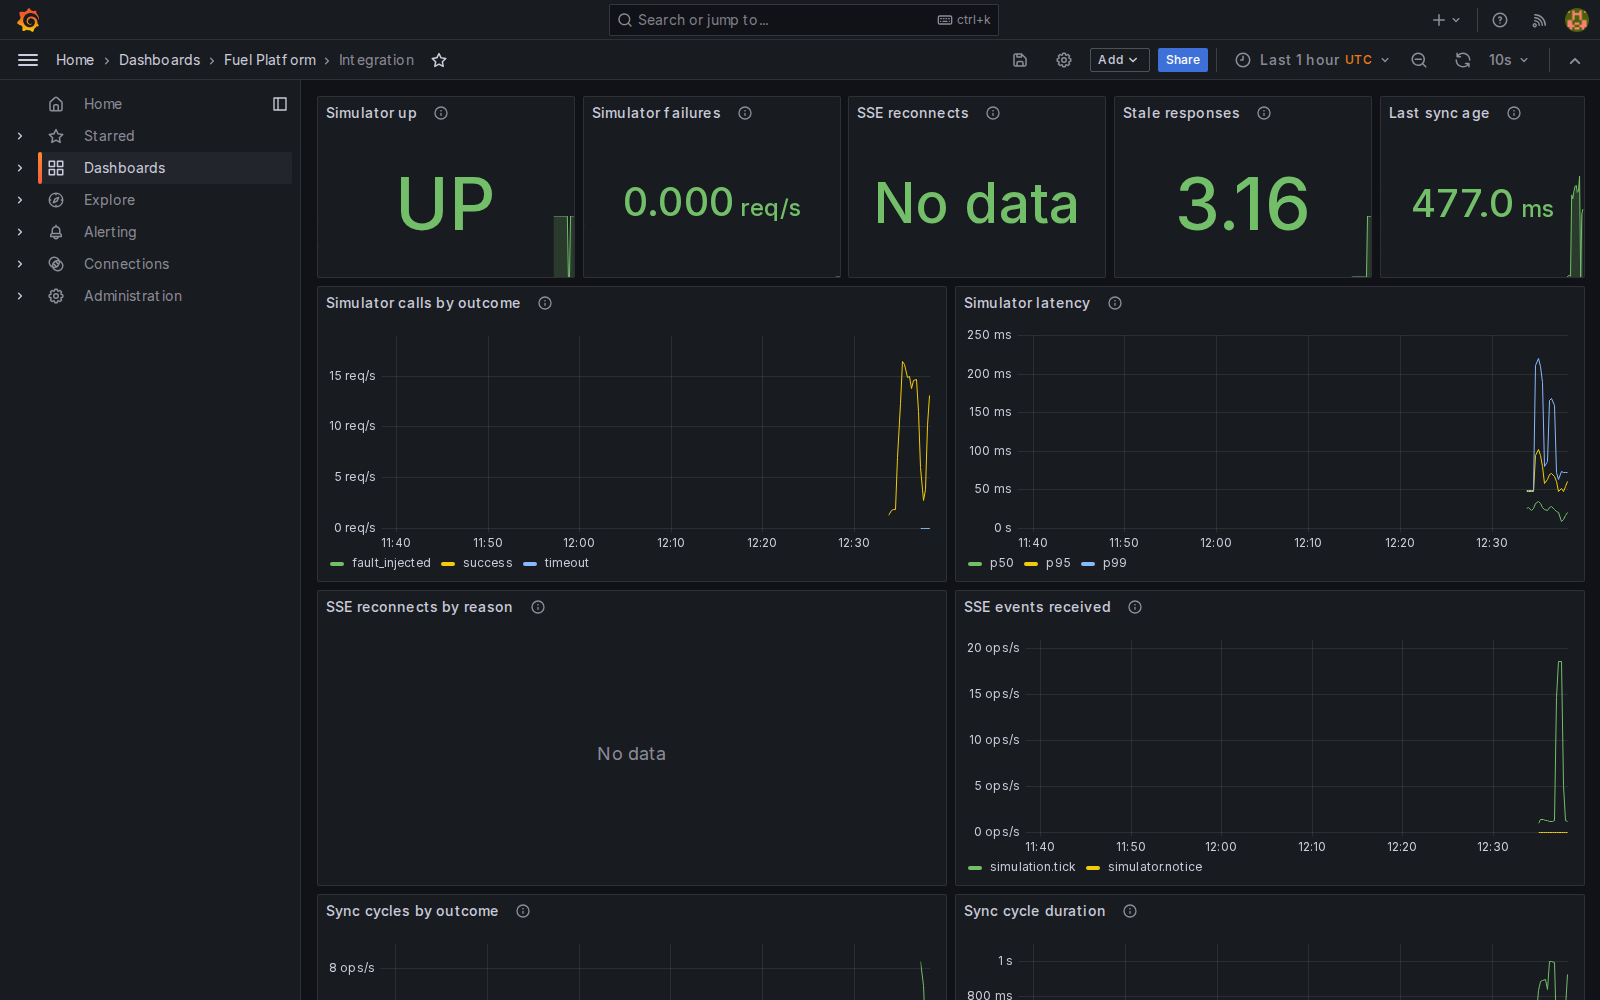 Search or jump to...
ctrl+k
Home
Dashboards
Fuel Platform
Integration
Add
Share
Last 1 hour UTC
10s
Home
Starred
Dashboards
Explore
Alerting
Connections
Administration
Simulator up
UP
Simulator failures
0.000 req/s
SSE reconnects
No data
Stale responses
3.16
Last sync age
477.0 ms
Simulator calls by outcome
15 req/s
10 req/s
5 req/s
0 req/s
11:40 11:50 12:00 12:10 12:20 12:30
fault_injected success timeout
Simulator latency
250 ms
200 ms
150 ms
100 ms
50 ms
0 s
11:40 11:50 12:00 12:10 12:20 12:30
p50 p95 p99
SSE reconnects by reason
No data
SSE events received
20 ops/s
15 ops/s
10 ops/s
5 ops/s
0 ops/s
11:40 11:50 12:00 12:10 12:20 12:30
simulation.tick simulator.notice
Sync cycles by outcome
8 ops/s
Sync cycle duration
1 s
800 ms